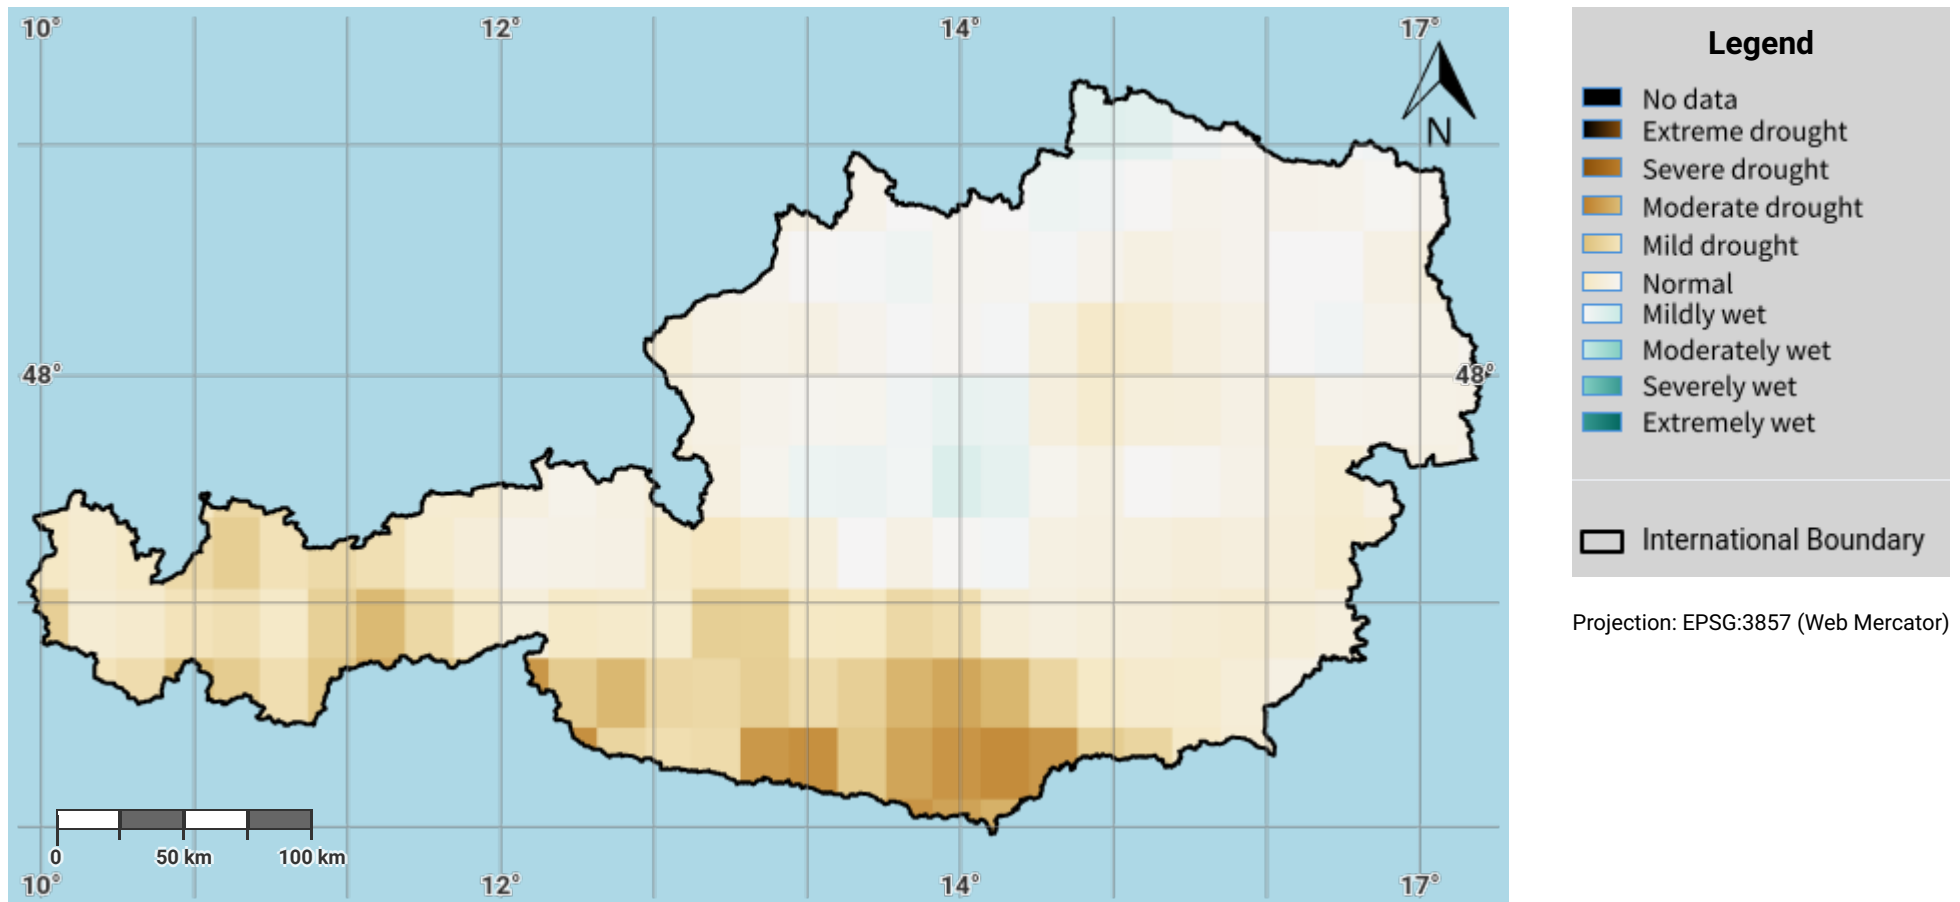 10°
12°
14°
17°
N
48°
48°
0
50 km
100 km
10°
12°
14°
17°
Legend
No data
Extreme drought
Severe drought
Moderate drought
Mild drought
Normal
Mildly wet
Moderately wet
Severely wet
Extremely wet
International Boundary
Projection: EPSG:3857 (Web Mercator)